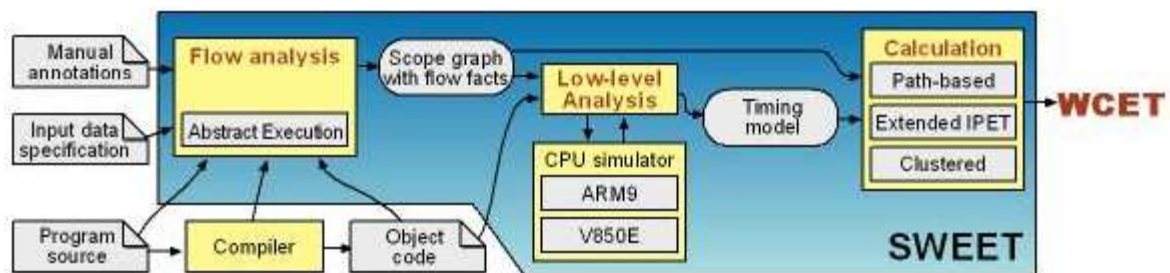 Manual
annotations
Input data
specification
Program
source
Compiler
Object
code
Flow analysis
Abstract Execution
Scope graph
with flow facts
Low-level
Analysis
CPU simulator
ARM9
V850E
Timing
model
Calculation
Path-based
Extended IPET
Clustered
WCET
SWEET